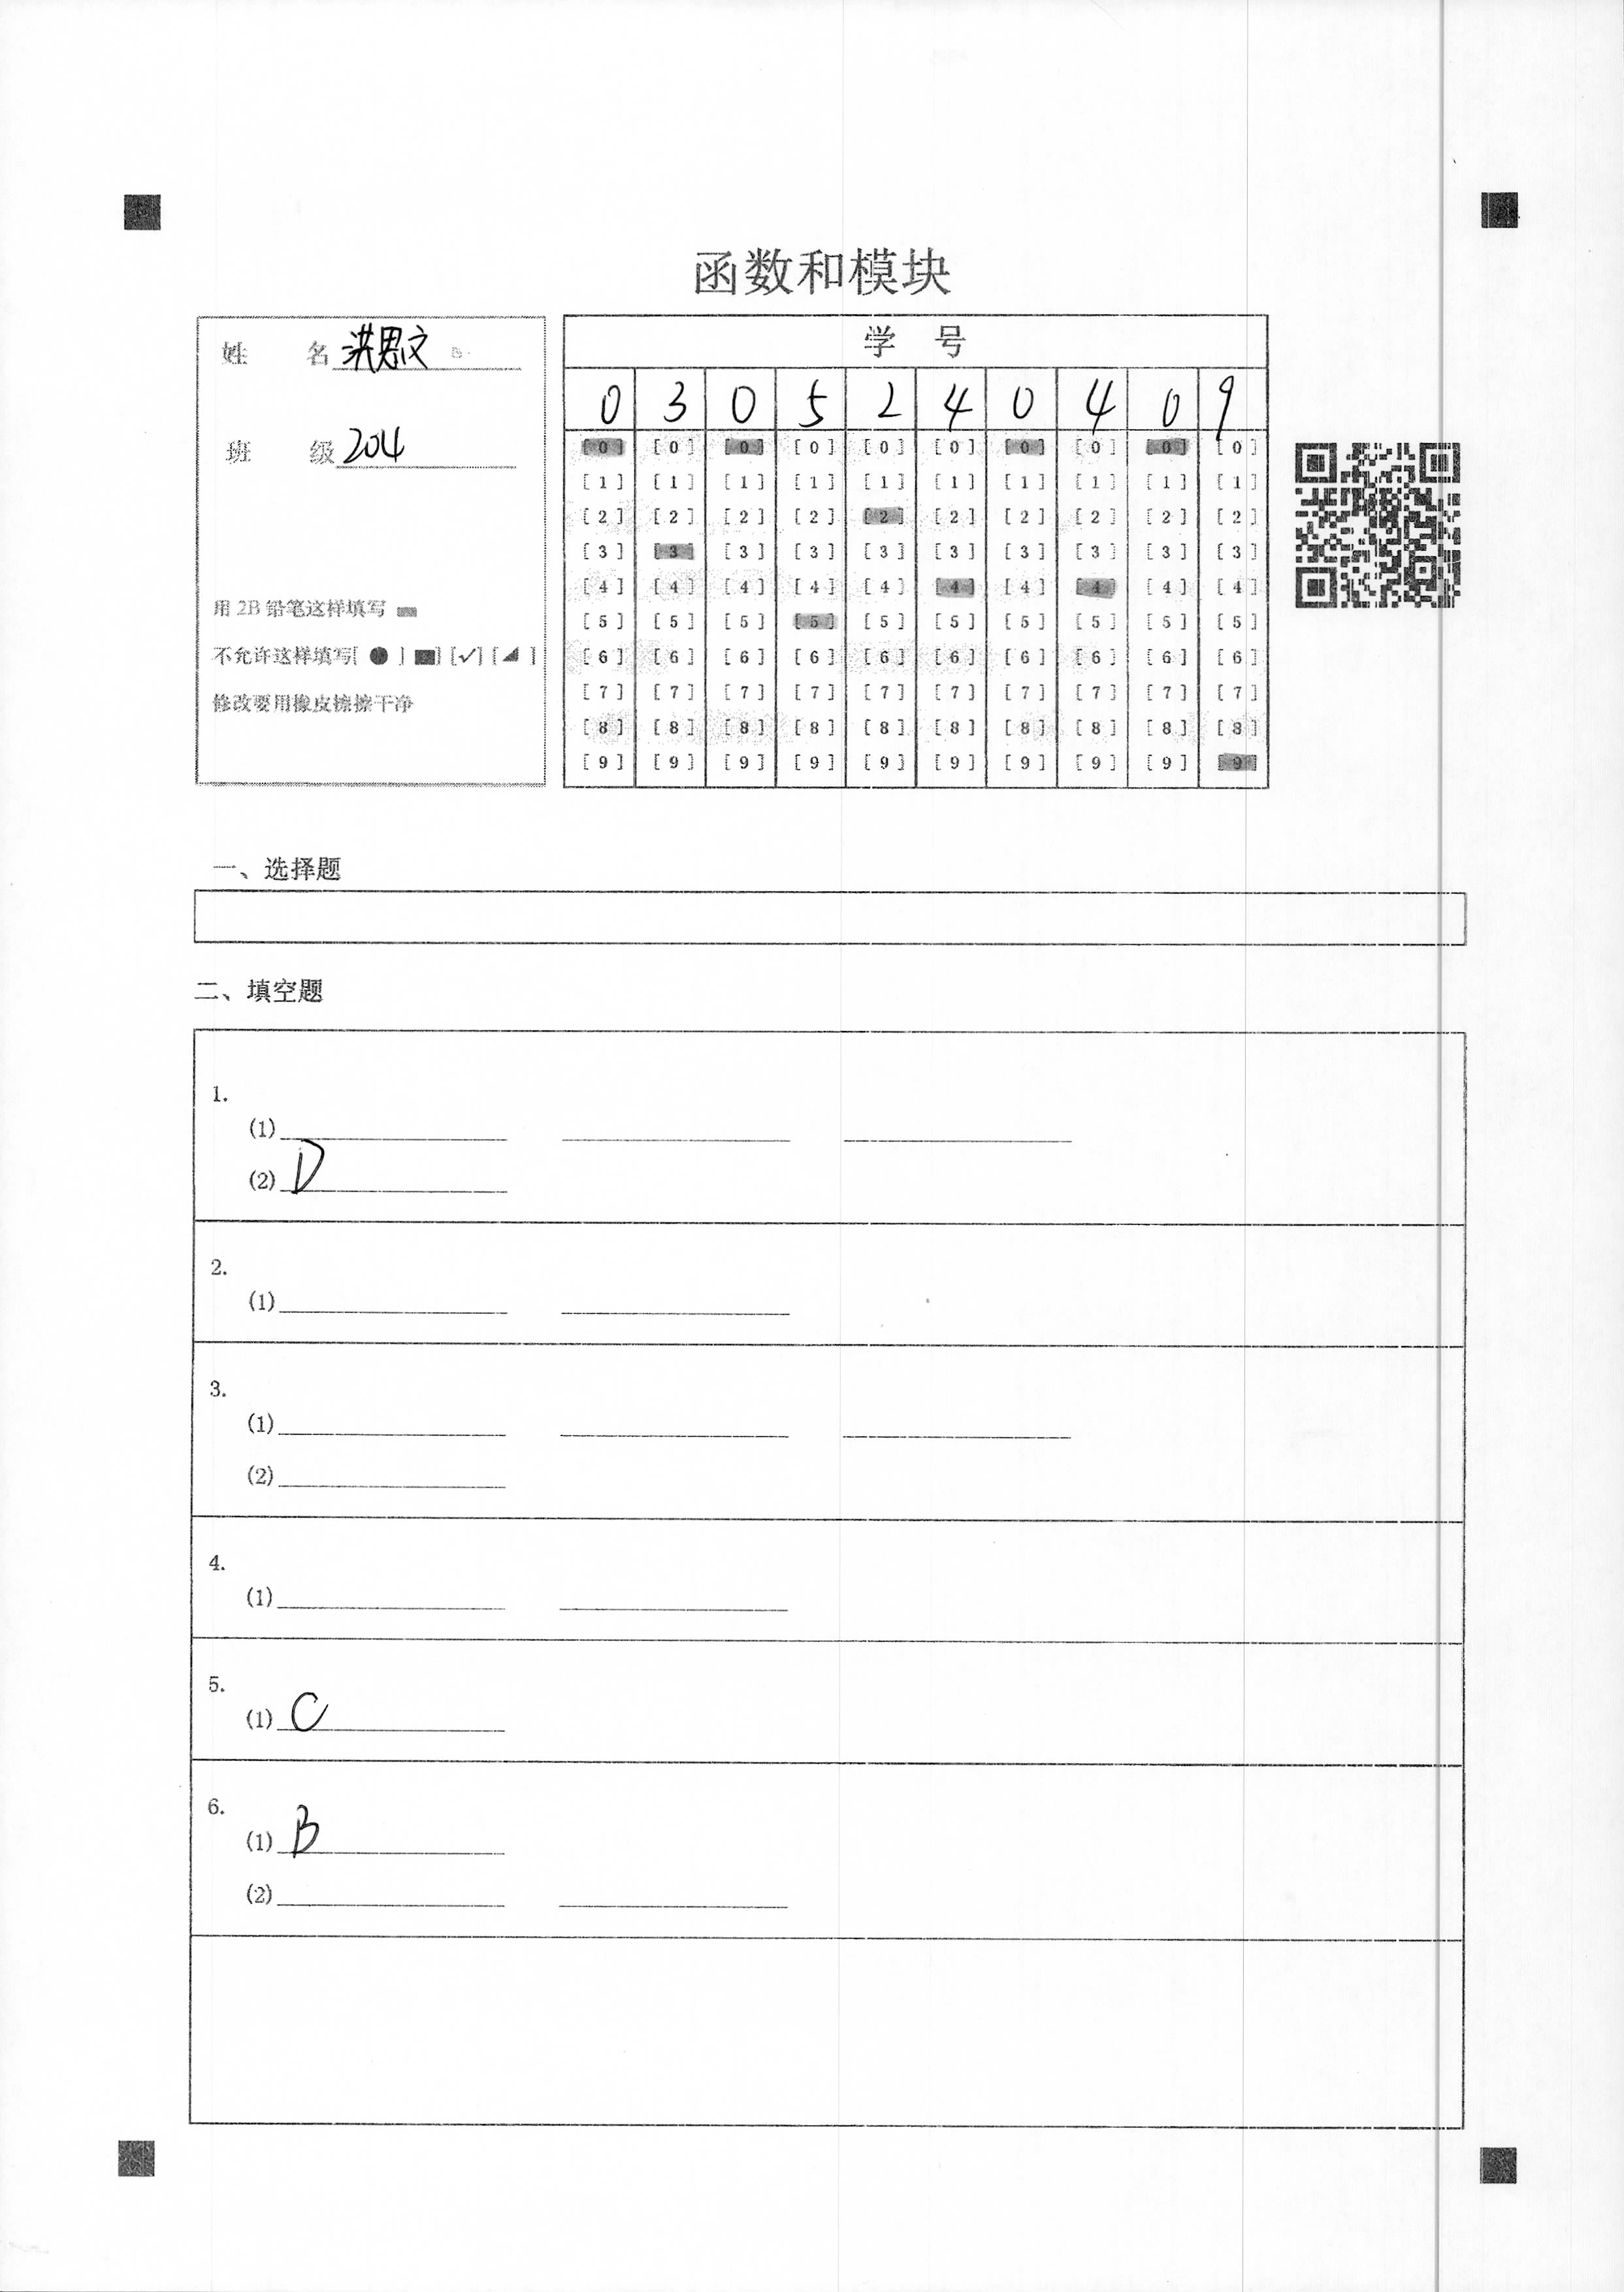 函数和模块
姓 名 洪思文
班 级 204
用 2B 铅笔这样填写
不允许这样填写[ ● ] [■] [✓] [◢ ]
修改要用橡皮擦擦干净
学 号
0 3 0 5 2 4 0 4 0 9
[0] [0] [0] [0] [0] [0] [0] [0] [0] [0]
[1] [1] [1] [1] [1] [1] [1] [1] [1] [1]
[2] [2] [2] [2] [2] [2] [2] [2] [2] [2]
[3] [3] [3] [3] [3] [3] [3] [3] [3] [3]
[4] [4] [4] [4] [4] [4] [4] [4] [4] [4]
[5] [5] [5] [5] [5] [5] [5] [5] [5] [5]
[6] [6] [6] [6] [6] [6] [6] [6] [6] [6]
[7] [7] [7] [7] [7] [7] [7] [7] [7] [7]
[8] [8] [8] [8] [8] [8] [8] [8] [8] [8]
[9] [9] [9] [9] [9] [9] [9] [9] [9] [9]
一、选择题
二、填空题
1.
(1)
(2) D
2.
(1)
3.
(1)
(2)
4.
(1)
5.
(1) C
6.
(1) B
(2)